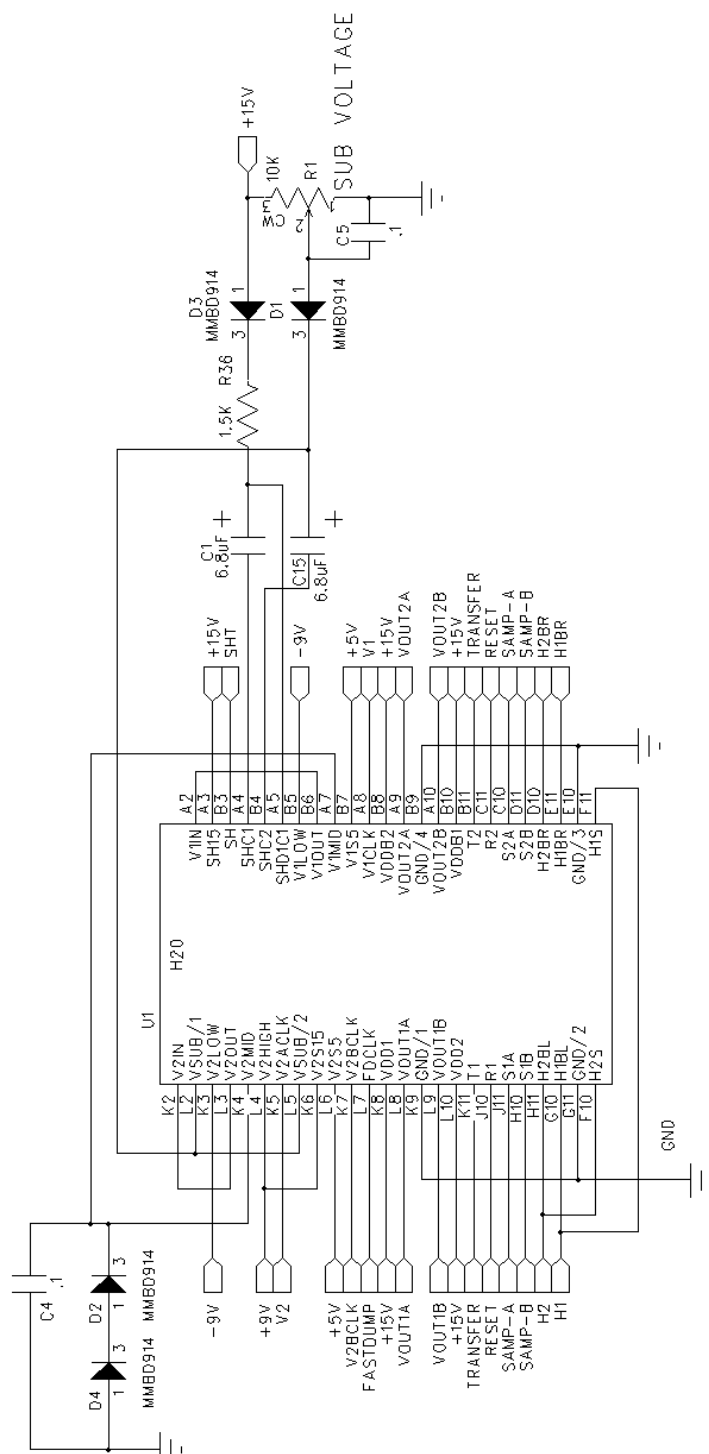 +15V
10K
R1
SUB VOLTAGE
CW
3
2
1
C5
.1
D3
MMBD914
1
3
D1
MMBD914
1
3
R36
1.5K
C1
6.8uF
+
C15
6.8uF
+
+15V
SHT
-9V
+5V
V1
+15V
VOUT2A
VOUT2B
+15V
TRANSFER
RESET
SAMP-A
SAMP-B
H2BR
H1BR
A2
A3
B3
A4
B4
A5
B5
B6
A7
B7
A8
B8
A9
B9
A10
B10
B11
C11
C10
D11
D10
E11
E10
F11
V1IN
SH15
SH
SHC1
SHC2
SHD1C1
V1LOW
V1OUT
V1MID
V1S5
V1CLK
VDDB2
VOUT2A
GND/4
VOUT2B
VDDB1
T2
R2
S2A
S2B
H2BR
H1BR
GND/3
H1S
H20
U1
V2IN
VSUB/1
V2LOW
V2OUT
V2MID
V2HIGH
V2ACLK
VSUB/2
V2S15
V2S5
V2BCLK
FDCLK
VDD1
VOUT1A
GND/1
VOUT1B
VDD2
T1
R1
S1A
S1B
H2BL
H1BL
GND/2
H2S
K2
L2
K3
L3
K4
L4
K5
L5
K6
L6
K7
L7
K8
L8
K9
L9
L10
K11
J10
J11
H10
H11
G10
G11
F10
GND
-9V
+9V
V2
+5V
V2BCLK
FASTDUMP
+15V
VOUT1A
VOUT1B
+15V
TRANSFER
RESET
SAMP-A
SAMP-B
H2
H1
C4
.1
D2
1
3
MMBD914
D4
1
3
MMBD914